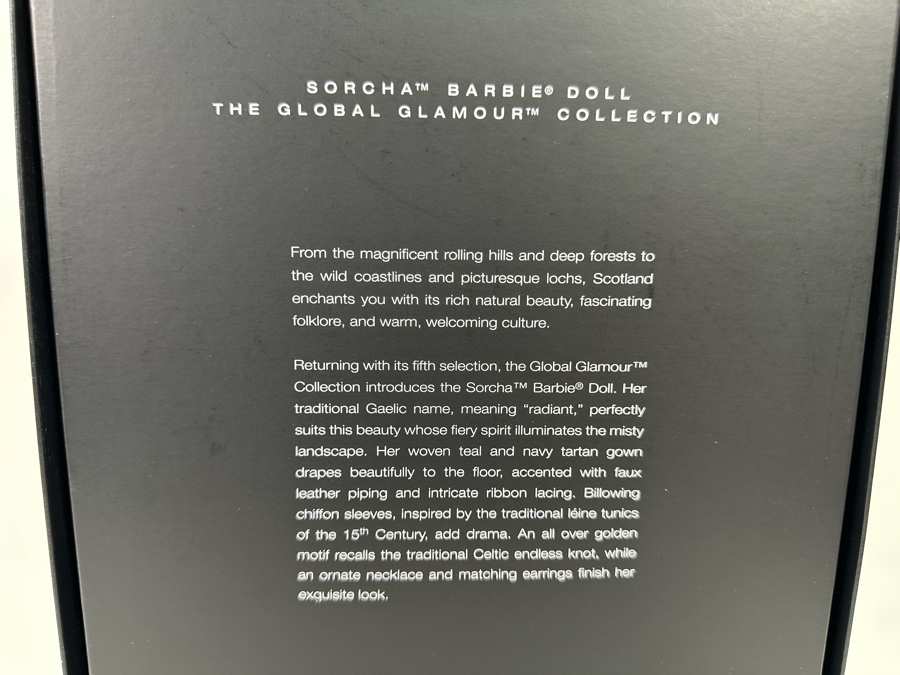 SORCHA™ BARBIE® DOLL
THE GLOBAL GLAMOUR™ COLLECTION
From the magnificent rolling hills and deep forests to
the wild coastlines and picturesque lochs, Scotland
enchants you with its rich natural beauty, fascinating
folklore, and warm, welcoming culture.
Returning with its fifth selection, the Global Glamour™
Collection introduces the Sorcha™ Barbie® Doll. Her
traditional Gaelic name, meaning “radiant,” perfectly
suits this beauty whose fiery spirit illuminates the misty
landscape. Her woven teal and navy tartan gown
drapes beautifully to the floor, accented with faux
leather piping and intricate ribbon lacing. Billowing
chiffon sleeves, inspired by the traditional léine tunics
of the 15th Century, add drama. An all over golden
motif recalls the traditional Celtic endless knot, while
an ornate necklace and matching earrings finish her
exquisite look.